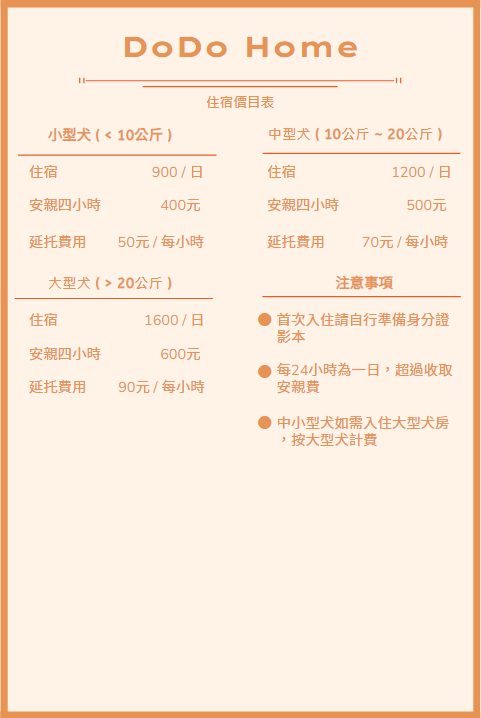 DoDo Home
住宿價目表
小型犬 ( < 10公斤 )
住宿 900 / 日
安親四小時 400元
延托費用 50元 / 每小時
中型犬 ( 10公斤 ~ 20公斤 )
住宿 1200 / 日
安親四小時 500元
延托費用 70元 / 每小時
大型犬 ( > 20公斤 )
住宿 1600 / 日
安親四小時 600元
延托費用 90元 / 每小時
注意事項
首次入住請自行準備身分證
影本
每24小時為一日，超過收取
安親費
中小型犬如需入住大型犬房
，按大型犬計費